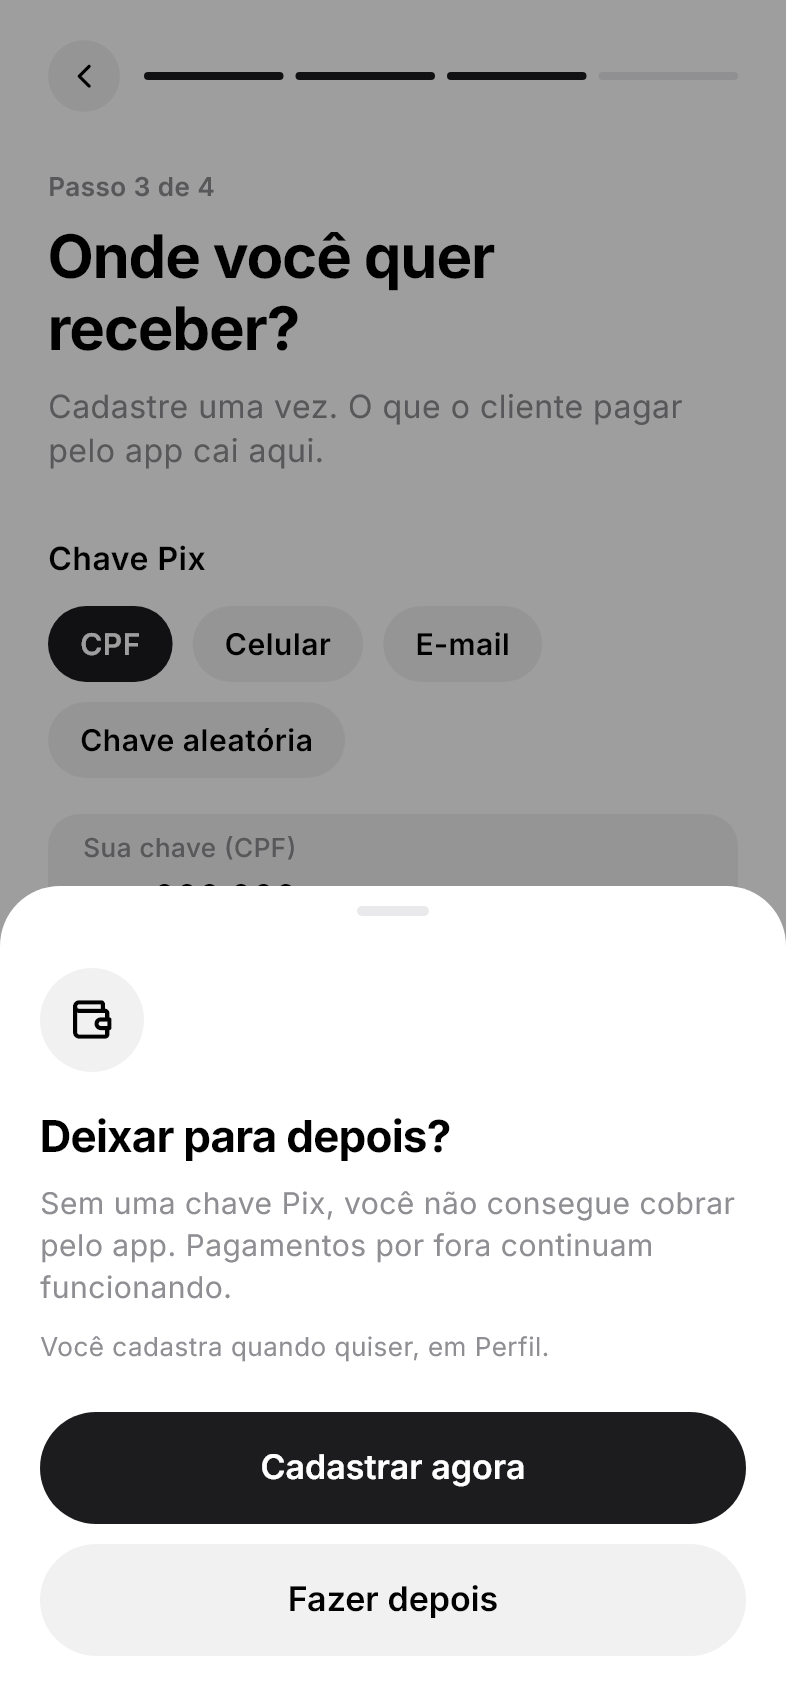 Passo 3 de 4
Onde você quer
receber?
Cadastre uma vez. O que o cliente pagar
pelo app cai aqui.
Chave Pix
CPF
Celular
E-mail
Chave aleatória
Sua chave (CPF)
Deixar para depois?
Sem uma chave Pix, você não consegue cobrar
pelo app. Pagamentos por fora continuam
funcionando.
Você cadastra quando quiser, em Perfil.
Cadastrar agora
Fazer depois